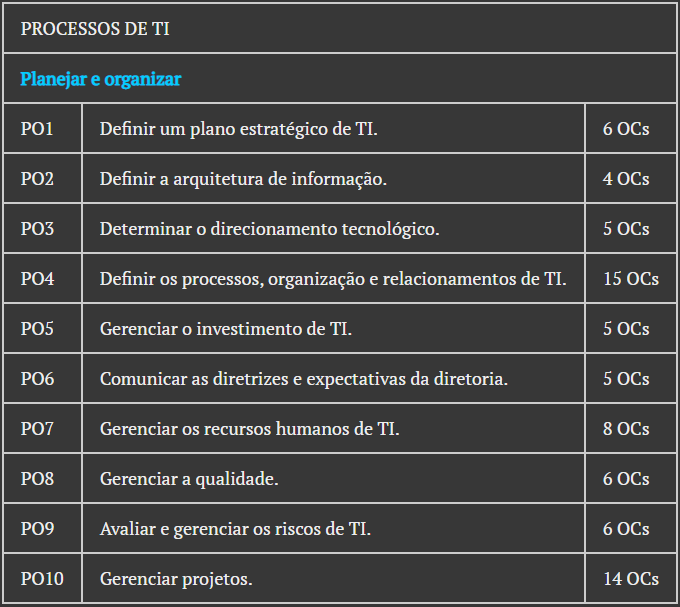 PROCESSOS DE TI
Planejar e organizar
PO1 Definir um plano estratégico de TI. 6 OCs
PO2 Definir a arquitetura de informação. 4 OCs
PO3 Determinar o direcionamento tecnológico. 5 OCs
PO4 Definir os processos, organização e relacionamentos de TI. 15 OCs
PO5 Gerenciar o investimento de TI. 5 OCs
PO6 Comunicar as diretrizes e expectativas da diretoria. 5 OCs
PO7 Gerenciar os recursos humanos de TI. 8 OCs
PO8 Gerenciar a qualidade. 6 OCs
PO9 Avaliar e gerenciar os riscos de TI. 6 OCs
PO10 Gerenciar projetos. 14 OCs